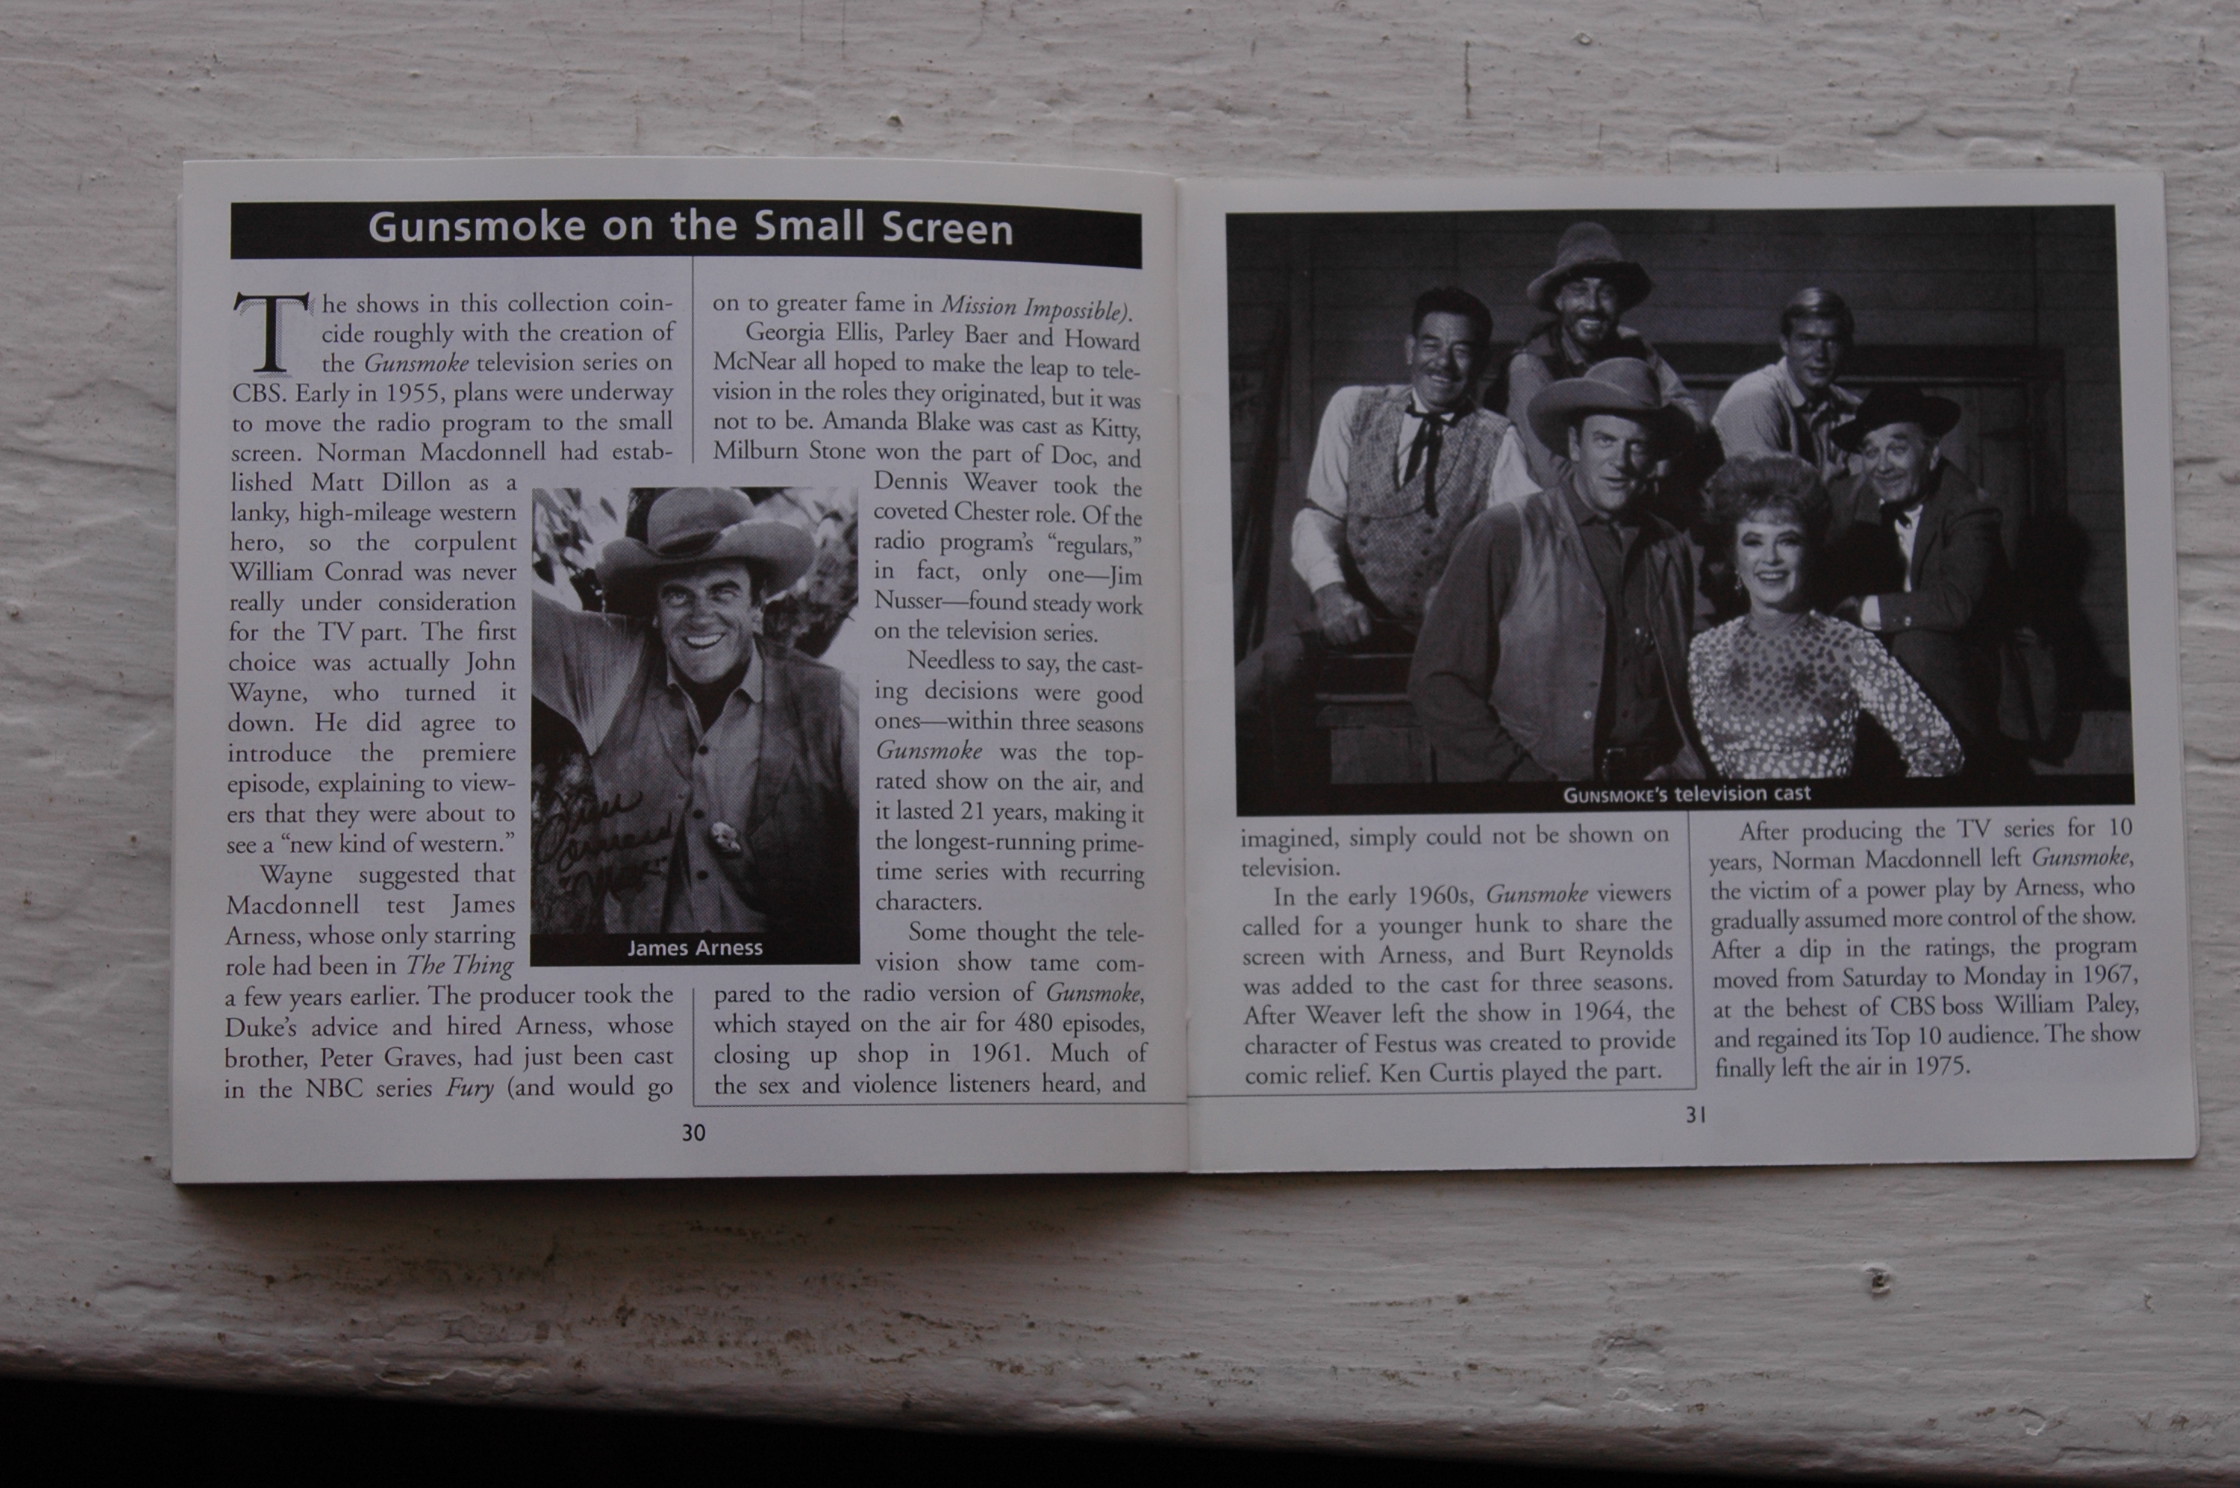 Gunsmoke on the Small Screen
The shows in this collection coin-
cide roughly with the creation of
the Gunsmoke television series on
CBS. Early in 1955, plans were underway
to move the radio program to the small
screen. Norman Macdonnell had estab-
lished Matt Dillon as a
lanky, high-mileage western
hero, so the corpulent
William Conrad was never
really under consideration
for the TV part. The first
choice was actually John
Wayne, who turned it
down. He did agree to
introduce the premiere
episode, explaining to view-
ers that they were about to
see a “new kind of western.”
Wayne suggested that
Macdonnell test James
Arness, whose only starring
role had been in The Thing
a few years earlier. The producer took the
Duke’s advice and hired Arness, whose
brother, Peter Graves, had just been cast
in the NBC series Fury (and would go
on to greater fame in Mission Impossible).
Georgia Ellis, Parley Baer and Howard
McNear all hoped to make the leap to tele-
vision in the roles they originated, but it was
not to be. Amanda Blake was cast as Kitty,
Milburn Stone won the part of Doc, and
Dennis Weaver took the
coveted Chester role. Of the
radio program’s “regulars,”
in fact, only one—Jim
Nusser—found steady work
on the television series.
Needless to say, the cast-
ing decisions were good
ones—within three seasons
Gunsmoke was the top-
rated show on the air, and
it lasted 21 years, making it
the longest-running prime-
time series with recurring
characters.
Some thought the tele-
vision show tame com-
pared to the radio version of Gunsmoke,
which stayed on the air for 480 episodes,
closing up shop in 1961. Much of
the sex and violence listeners heard, and
James Arness
30
GUNSMOKE’s television cast
imagined, simply could not be shown on
television.
In the early 1960s, Gunsmoke viewers
called for a younger hunk to share the
screen with Arness, and Burt Reynolds
was added to the cast for three seasons.
After Weaver left the show in 1964, the
character of Festus was created to provide
comic relief. Ken Curtis played the part.
After producing the TV series for 10
years, Norman Macdonnell left Gunsmoke,
the victim of a power play by Arness, who
gradually assumed more control of the show.
After a dip in the ratings, the program
moved from Saturday to Monday in 1967,
at the behest of CBS boss William Paley,
and regained its Top 10 audience. The show
finally left the air in 1975.
31